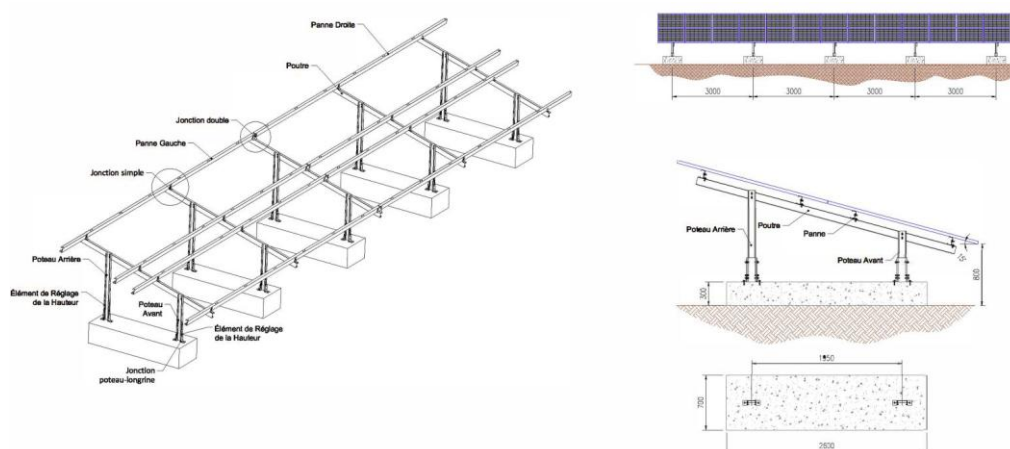 Panne Droite
Poutre
Jonction double
Panne Gauche
Jonction simple
Poteau Arrière
Élément de Réglage
de la Hauteur
Poteau
Avant
Élément de Réglage
de la Hauteur
Jonction
poteau-longrine
3000
3000
3000
3000
Poteau Arrière
Poutre
Panne
Poteau Avant
15°
600
300
1950
700
2600